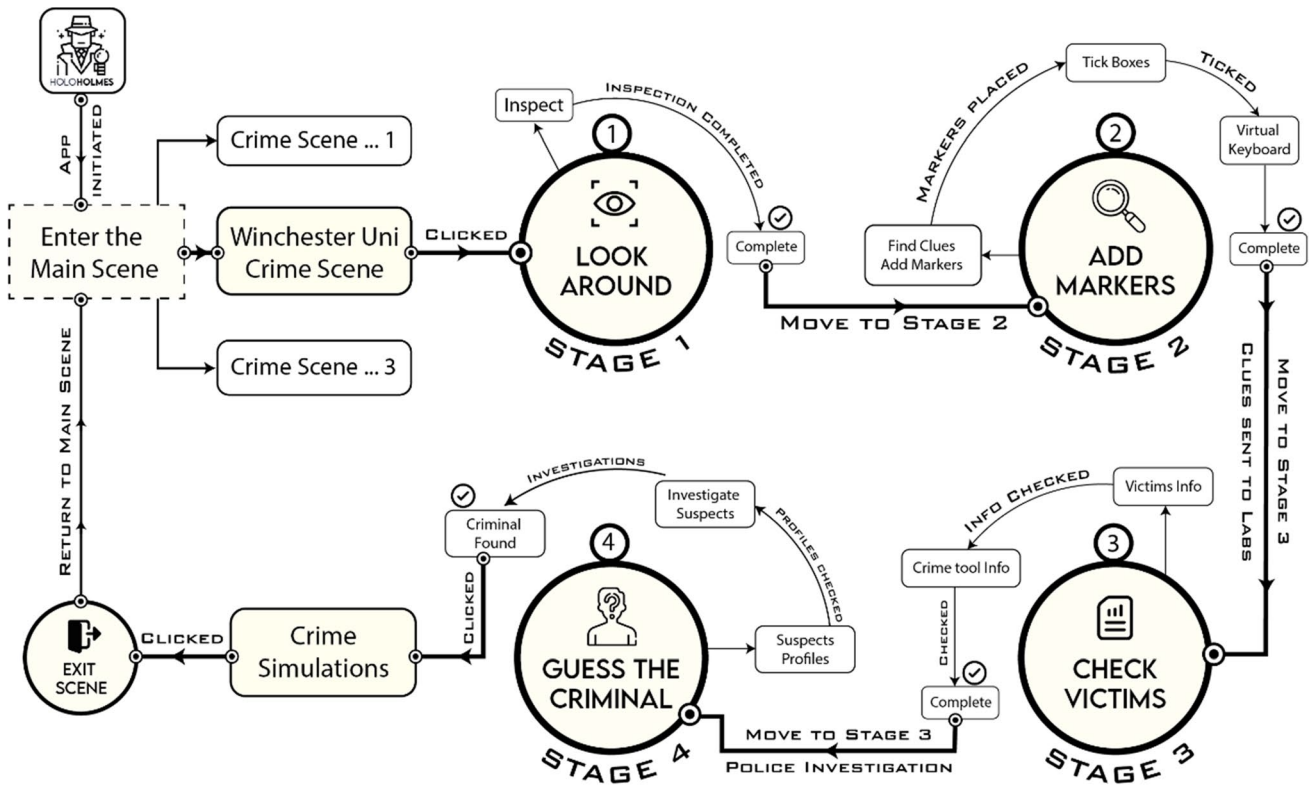 HOLOHOLMES
APP
INITIATED
Enter the
Main Scene
Crime Scene ... 1
Winchester Uni
Crime Scene
Crime Scene ... 3
CLICKED
Inspect
INSPECTION COMPLETED
1
LOOK
AROUND
STAGE 1
Complete
MOVE TO STAGE 2
2
ADD
MARKERS
STAGE 2
Find Clues
Add Markers
MARKERS PLACED
Tick Boxes
TICKED
Virtual
Keyboard
Complete
MOVE TO STAGE 3
CLUES SENT TO LABS
3
CHECK
VICTIMS
STAGE 3
Victims Info
INFO CHECKED
Crime tool Info
CHECKED
Complete
MOVE TO STAGE 3
POLICE INVESTIGATION
4
GUESS THE
CRIMINAL
STAGE 4
Suspects
Profiles
PROFILES CHECKED
Investigate
Suspects
INVESTIGATIONS
Criminal
Found
CLICKED
Crime
Simulations
CLICKED
EXIT
SCENE
RETURN TO MAIN SCENE